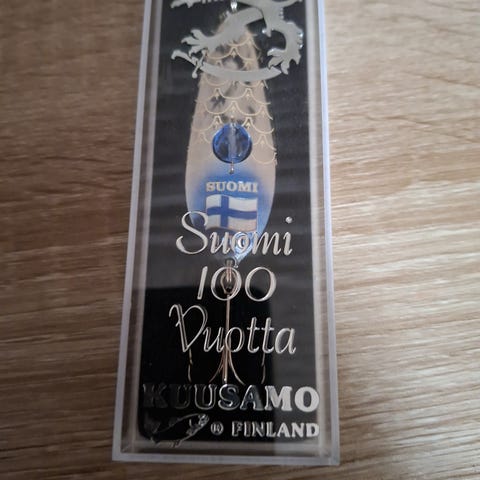 SUOMI
Suomi
100
Vuotta
KUUSAMO
® FINLAND